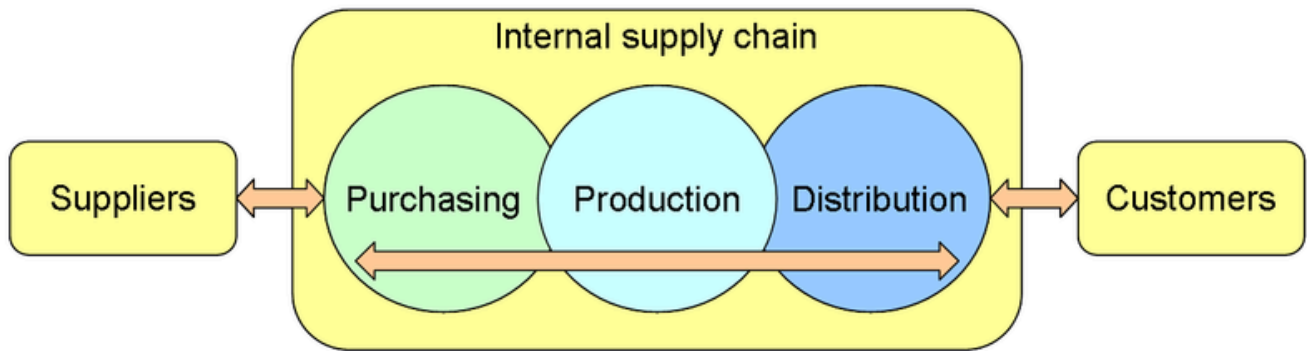 Internal supply chain
Suppliers
Purchasing
Production
Distribution
Customers